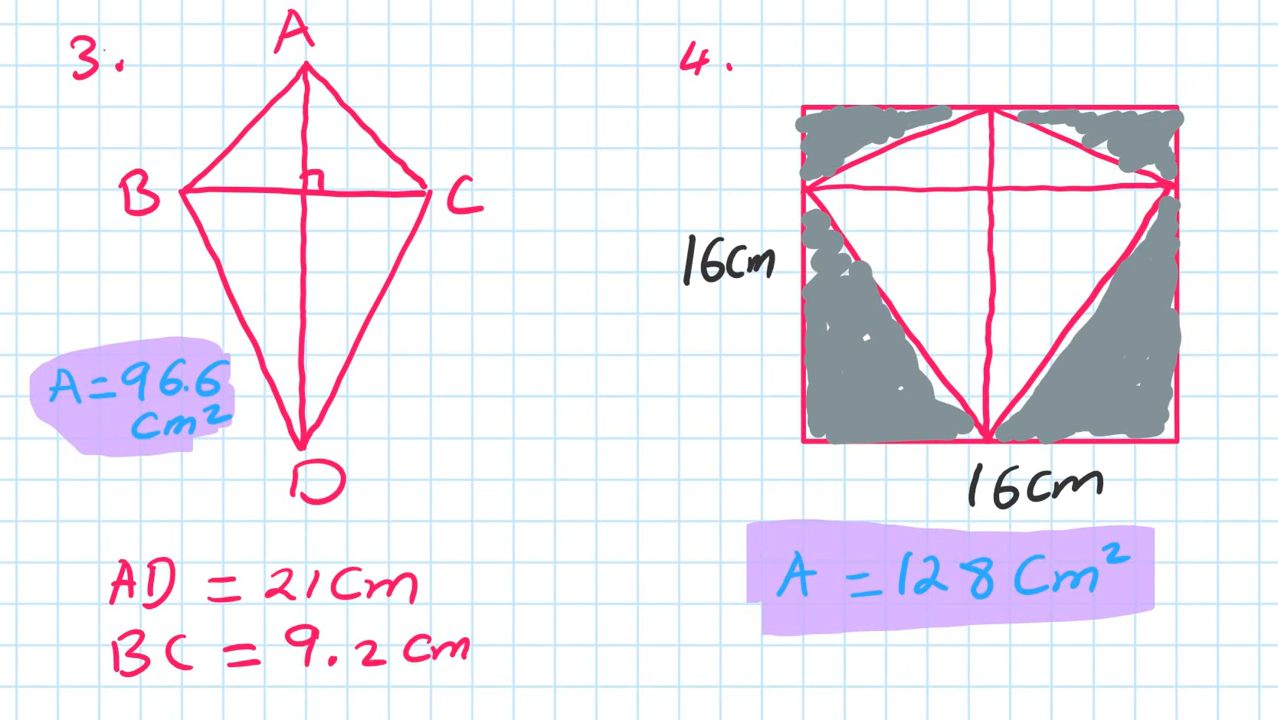 3.
A
B
C
A = 96.6
cm²
D
AD = 21 Cm
BC = 9.2 cm
4.
16cm
16cm
A = 128 Cm²